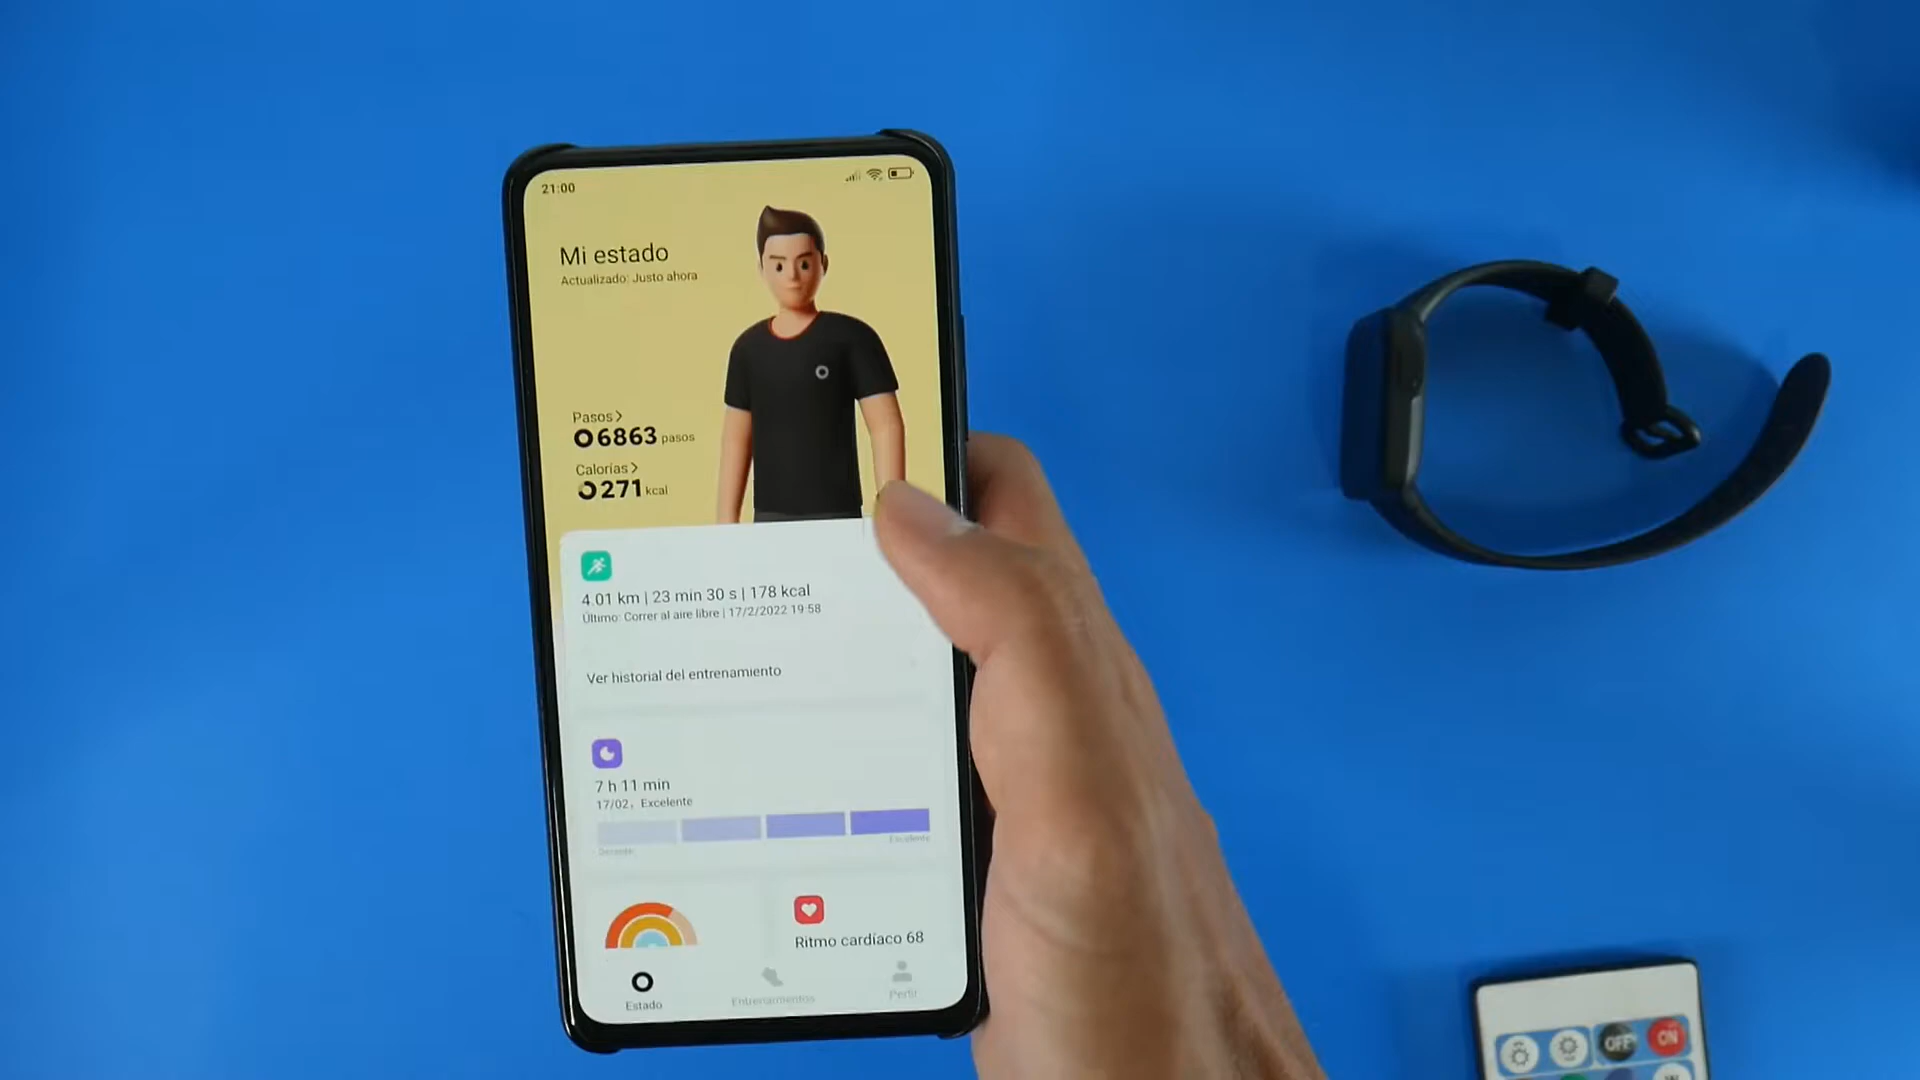 21:00
Mi estado
Actualizado: Justo ahora
Pasos >
6863 pasos
Calorías >
271 kcal
4.01 km | 23 min 30 s | 178 kcal
Último: Correr al aire libre | 17/2/2022 19:58
Ver historial del entrenamiento
7 h 11 min
17/02, Excelente
Excelente
Ritmo cardíaco 68
Estado
Entrenamientos
Perfil
OFF
ON